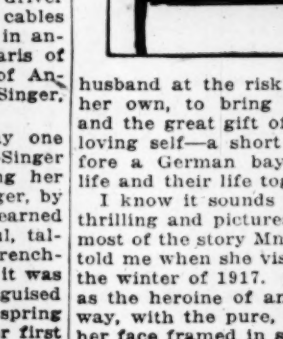 cables
in an-
aris of
of An-
Singer,
y one
Singer
ng her
ger, by
earned
l, tal-
rench-
it was
guised
spring
r first
husband at the risk
her own, to bring
and the great gift of
loving self—a short
fore a German bay
life and their life tog
I know it sounds
thrilling and picture
most of the story Mm
told me when she vis
the winter of 1917.
as the heroine of an
way, with the pure,
her face framed in s